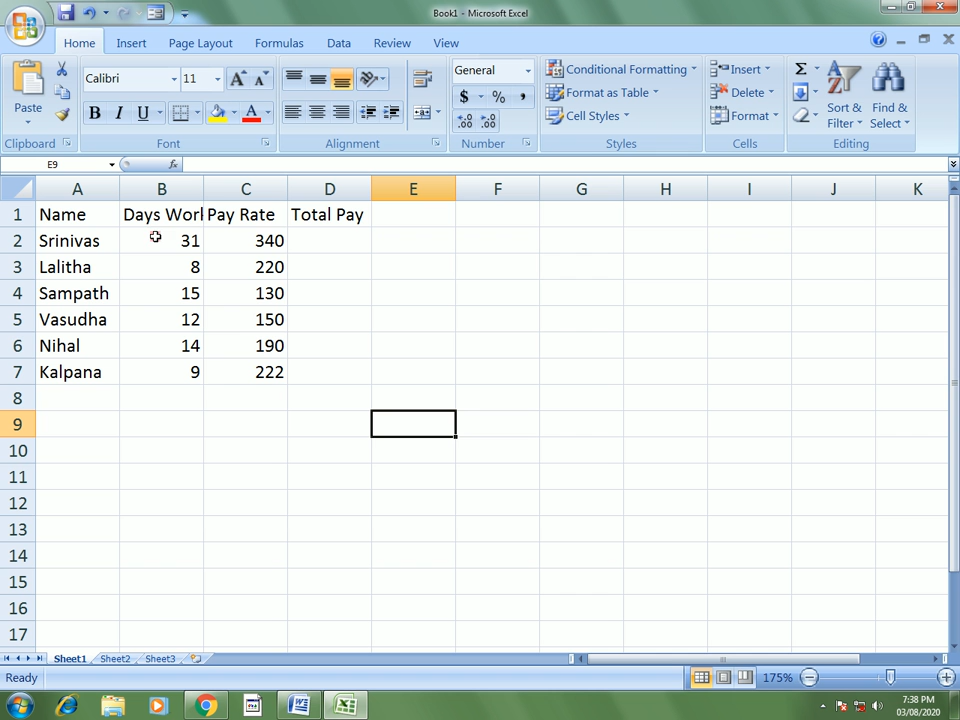 Book1 - Microsoft Excel
Home Insert Page Layout Formulas Data Review View
Paste
Calibri 11
B I U A
General
$ % ,
Conditional Formatting
Format as Table
Cell Styles
Insert
Delete
Format
Σ
Sort & Filter
Find & Select
Clipboard Font Alignment Number Styles Cells Editing
E9 fx
A B C D E F G H I J K
1 Name Days Worl Pay Rate Total Pay
2 Srinivas 31 340
3 Lalitha 8 220
4 Sampath 15 130
5 Vasudha 12 150
6 Nihal 14 190
7 Kalpana 9 222
8
9
10
11
12
13
14
15
16
17
Sheet1 Sheet2 Sheet3
Ready 175%
7:38 PM
03/08/2020